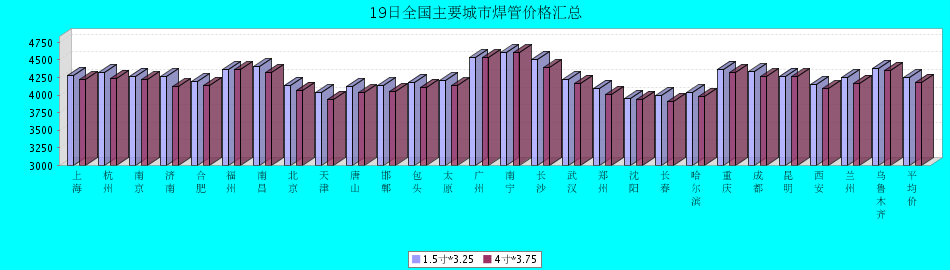 19日全国主要城市焊管价格汇总
4750
4500
4250
4000
3750
3500
3250
3000
上海
杭州
南京
济南
合肥
福州
南昌
北京
天津
唐山
邯郸
包头
太原
广州
南宁
长沙
武汉
郑州
沈阳
长春
哈尔滨
重庆
成都
昆明
西安
兰州
乌鲁木齐
平均价
1.5寸*3.25 4寸*3.75